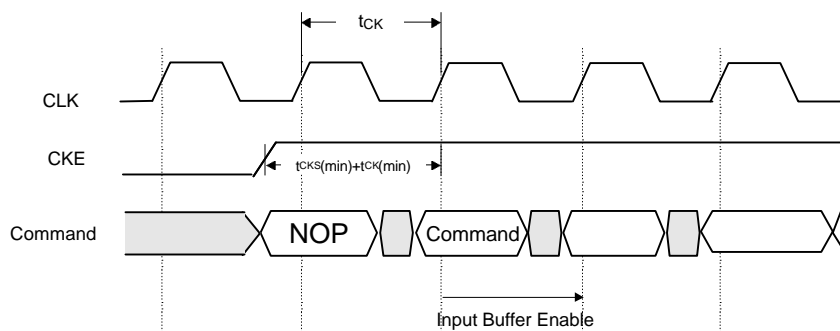 tCK
CLK
CKE
tCKS(min)+tCK(min)
Command
NOP
Command
Input Buffer Enable